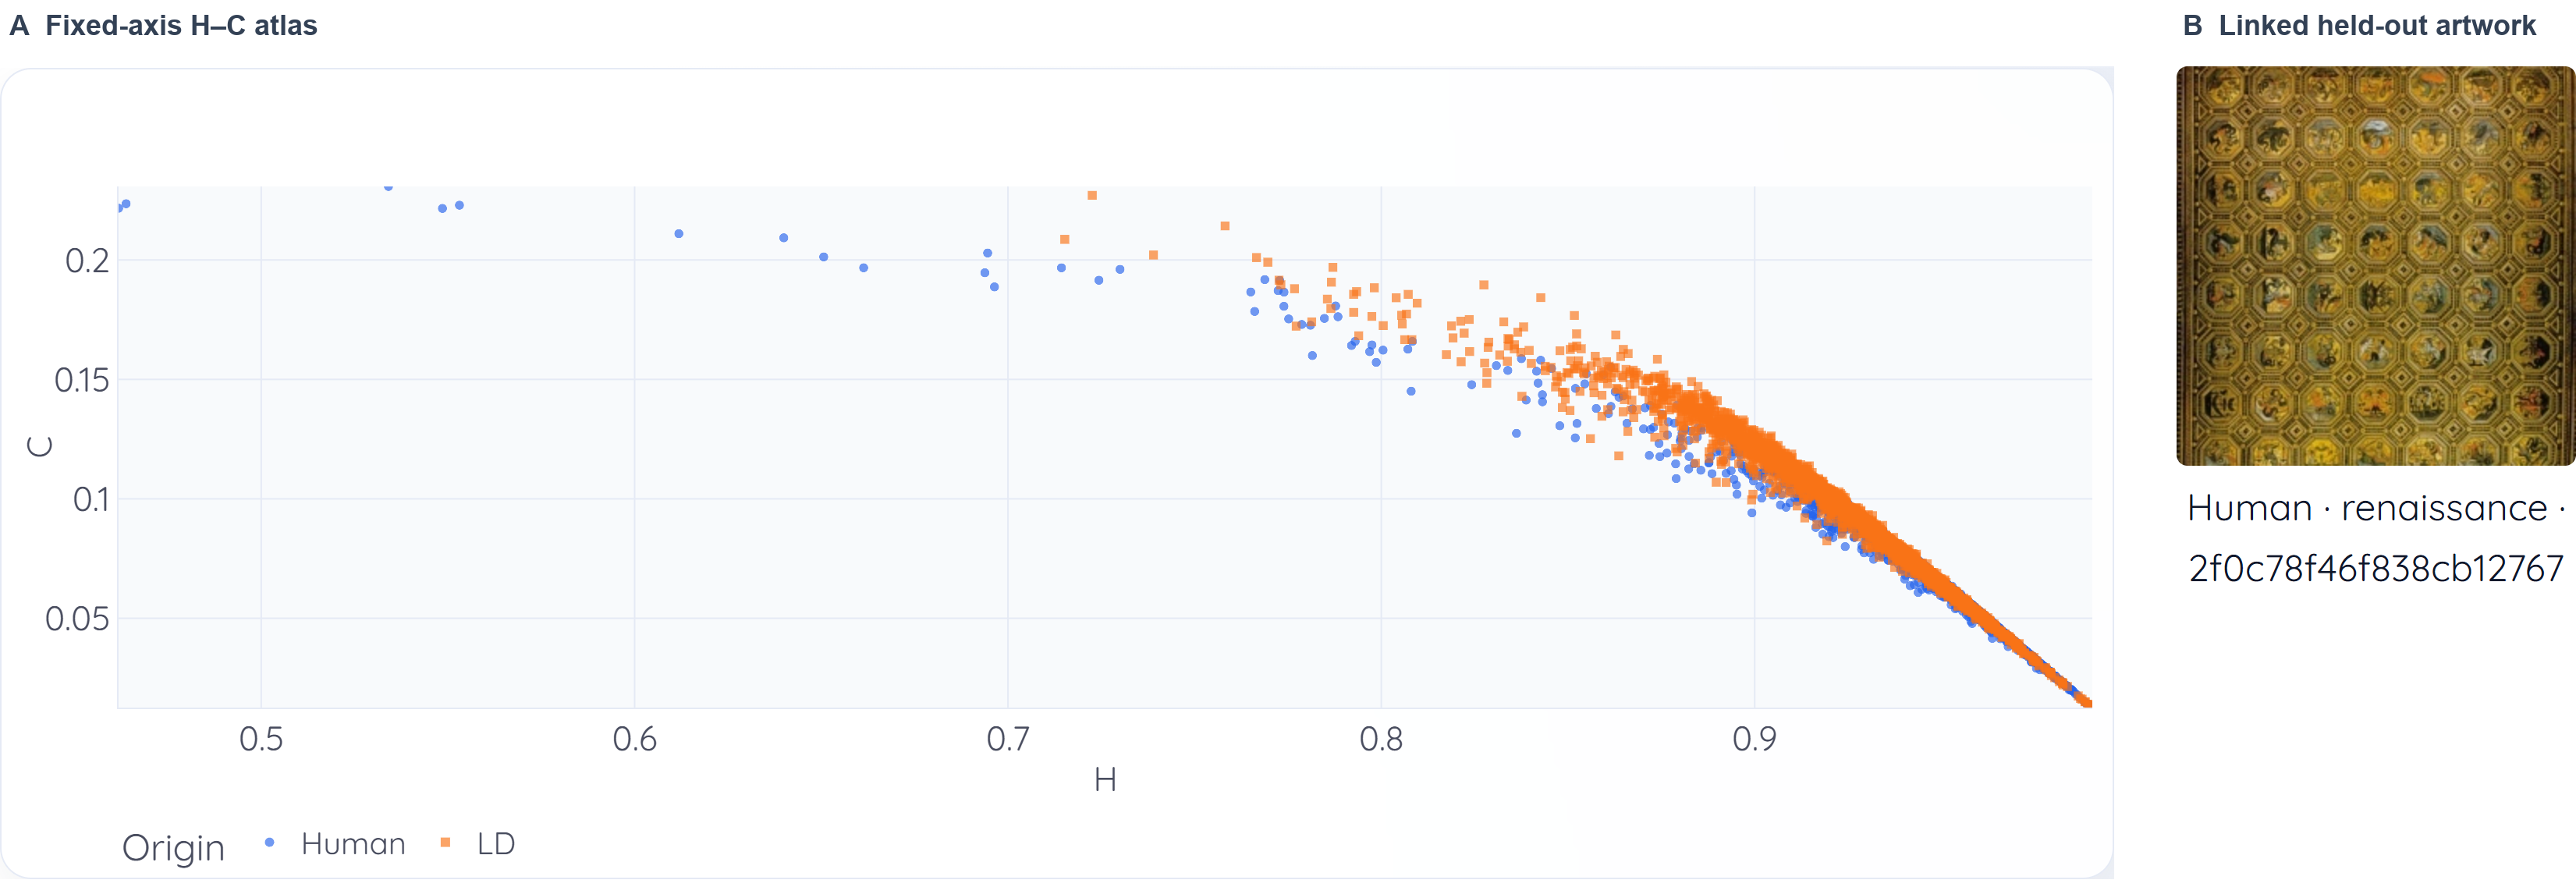 A Fixed-axis H–C atlas
0.2
0.15
0.1
0.05
C
0.5 0.6 0.7 0.8 0.9
H
Origin Human LD
B Linked held-out artwork
Human · renaissance ·
2f0c78f46f838cb12767